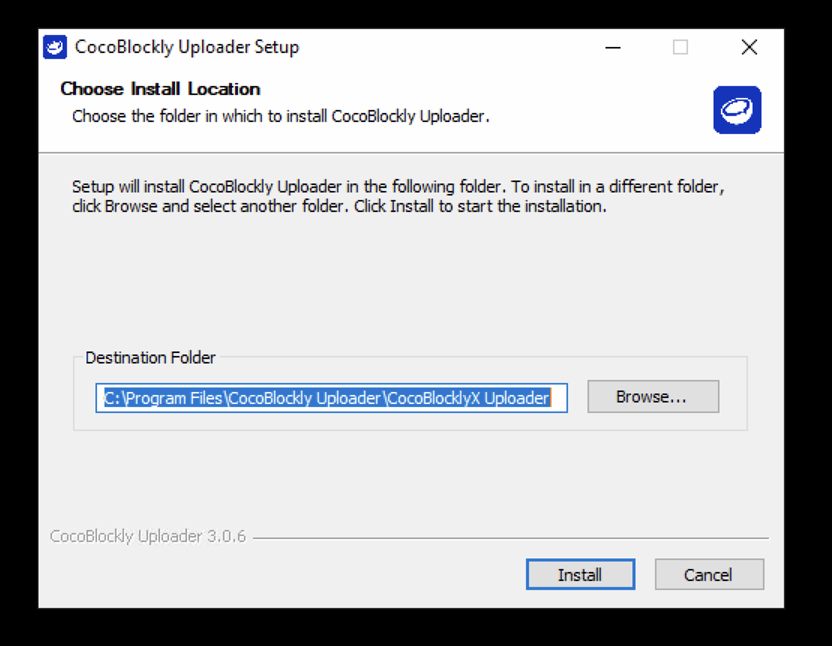 CocoBlockly Uploader Setup
Choose Install Location
Choose the folder in which to install CocoBlockly Uploader.
Setup will install CocoBlockly Uploader in the following folder. To install in a different folder,
click Browse and select another folder. Click Install to start the installation.
Destination Folder
C:\Program Files\CocoBlockly Uploader\CocoBlocklyX Uploader
Browse...
CocoBlockly Uploader 3.0.6
Install
Cancel